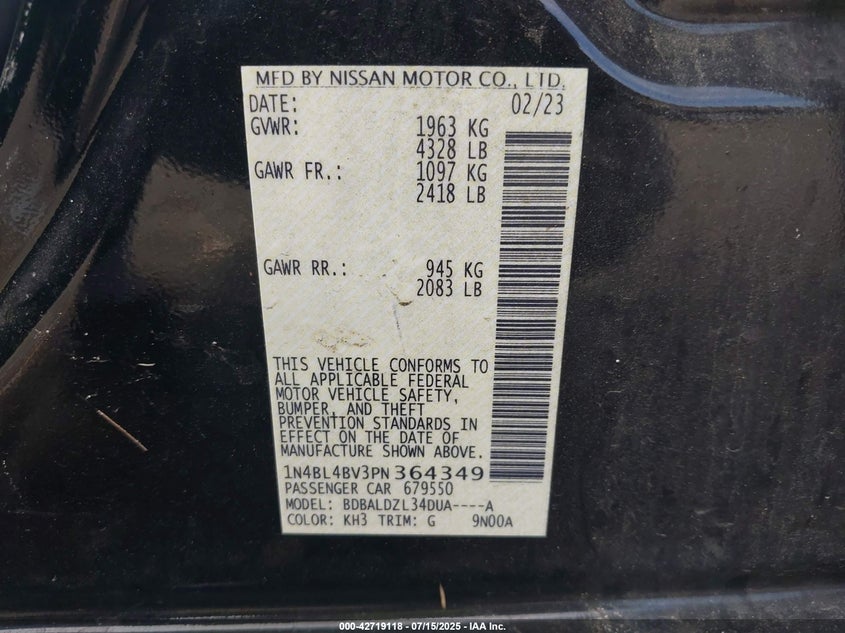 MFD BY NISSAN MOTOR CO., LTD.
DATE: 02/23
GVWR: 1963 KG
4328 LB
GAWR FR.: 1097 KG
2418 LB
GAWR RR.: 945 KG
2083 LB
THIS VEHICLE CONFORMS TO
ALL APPLICABLE FEDERAL
MOTOR VEHICLE SAFETY,
BUMPER, AND THEFT
PREVENTION STANDARDS IN
EFFECT ON THE DATE OF
MANUFACTURE SHOWN ABOVE.
1N4BL4BV3PN364349
PASSENGER CAR 679550
MODEL: BDBALDZL34DUA----A
COLOR: KH3 TRIM: G 9N00A
000-42719118 - 07/15/2025 - IAA Inc.